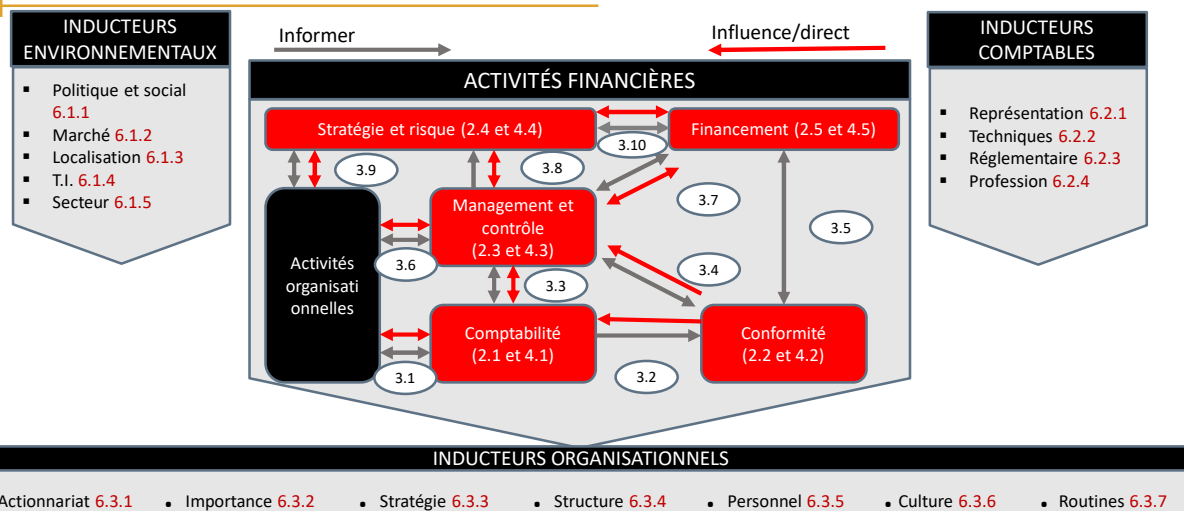 INDUCTEURS
ENVIRONNEMENTAUX
▪ Politique et social
6.1.1
▪ Marché 6.1.2
▪ Localisation 6.1.3
▪ T.I. 6.1.4
▪ Secteur 6.1.5
Informer
Influence/direct
ACTIVITÉS FINANCIÈRES
Stratégie et risque (2.4 et 4.4)
Financement (2.5 et 4.5)
3.10
3.9
3.8
Management et
contrôle
(2.3 et 4.3)
3.7
3.5
Activités
organisati
onnelles
3.6
3.4
3.3
Comptabilité
(2.1 et 4.1)
Conformité
(2.2 et 4.2)
3.1
3.2
INDUCTEURS
COMPTABLES
▪ Représentation 6.2.1
▪ Techniques 6.2.2
▪ Réglementaire 6.2.3
▪ Profession 6.2.4
INDUCTEURS ORGANISATIONNELS
Actionnariat 6.3.1 ▪ Importance 6.3.2 ▪ Stratégie 6.3.3 ▪ Structure 6.3.4 ▪ Personnel 6.3.5 ▪ Culture 6.3.6 ▪ Routines 6.3.7